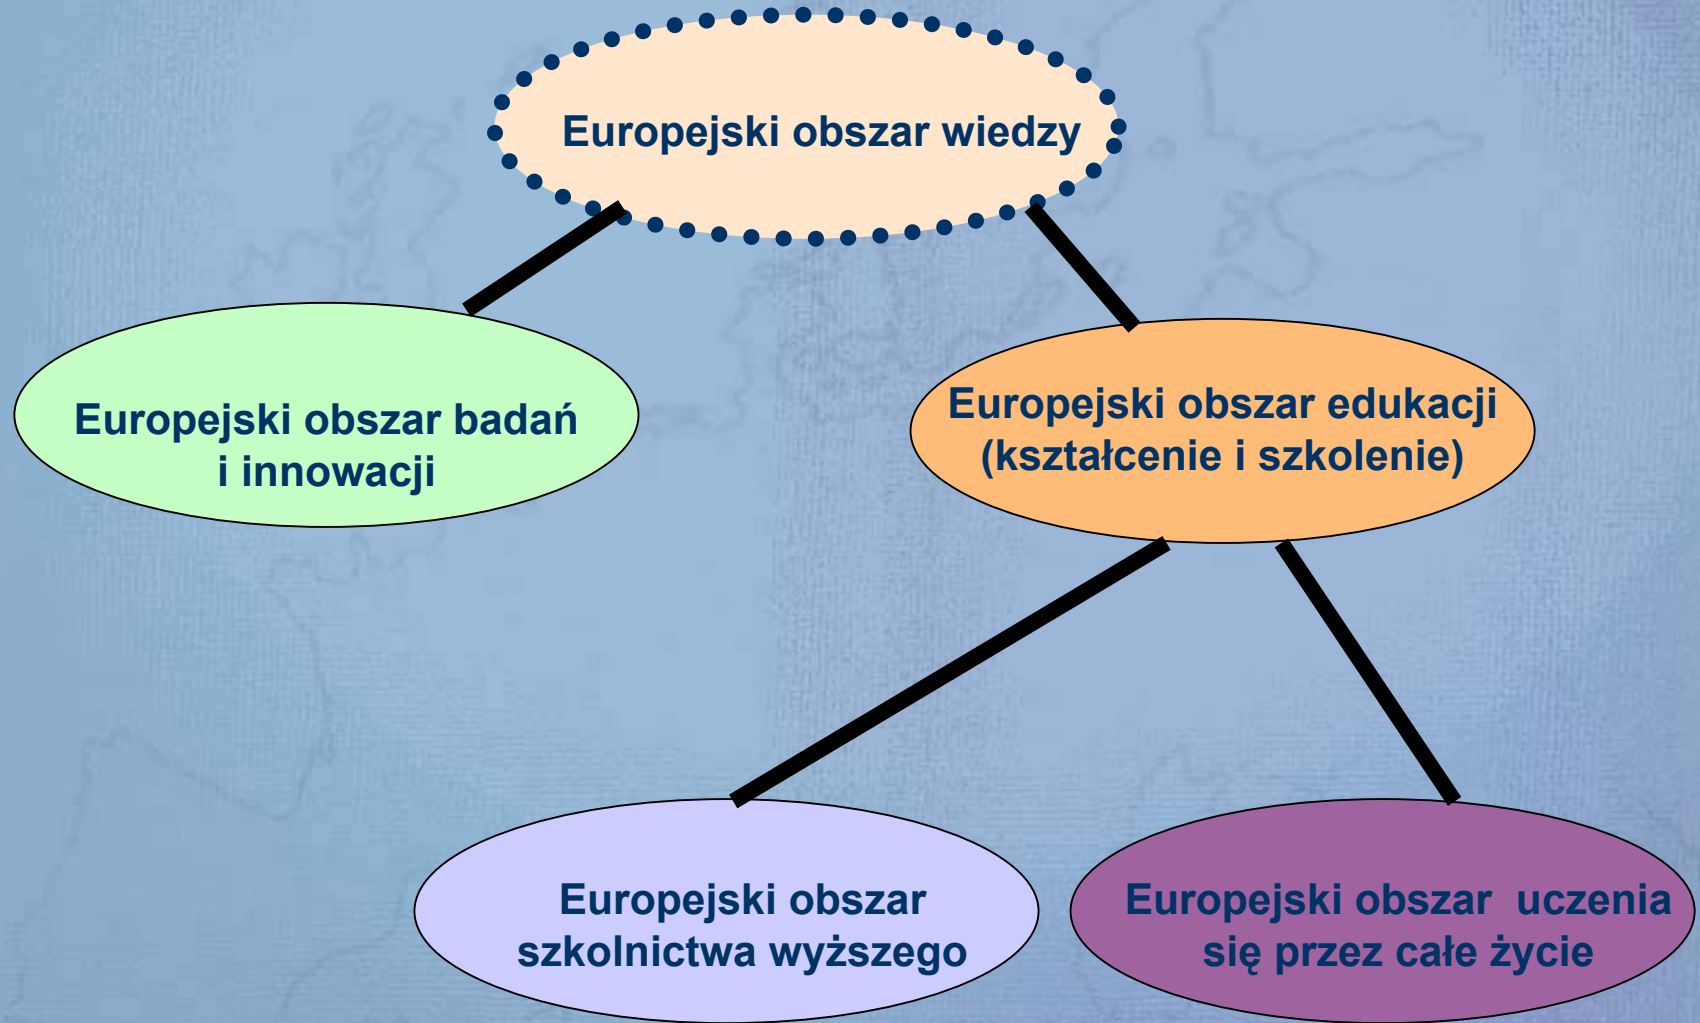 Europejski obszar wiedzy
Europejski obszar badań
i innowacji
Europejski obszar edukacji
(kształcenie i szkolenie)
Europejski obszar
szkolnictwa wyższego
Europejski obszar  uczenia
się przez całe życie